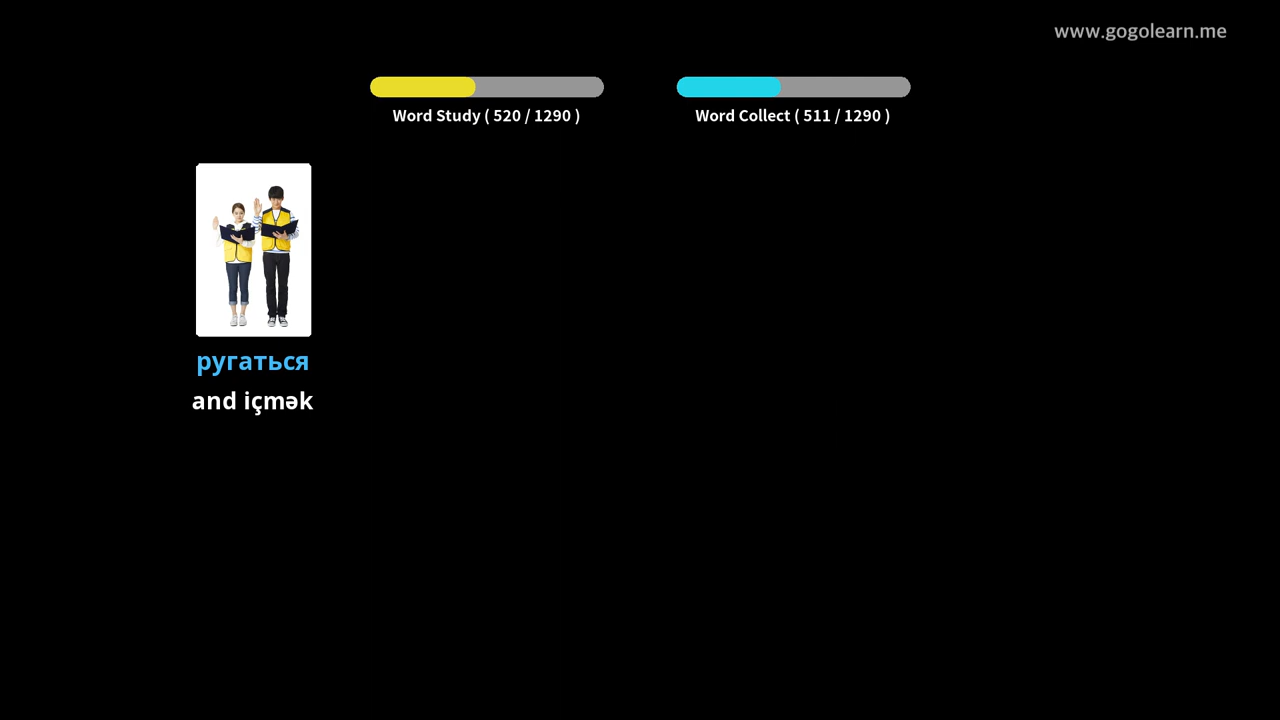 www.gogolearn.me
Word Study ( 520 / 1290 )
Word Collect ( 511 / 1290 )
ругаться
and içmək